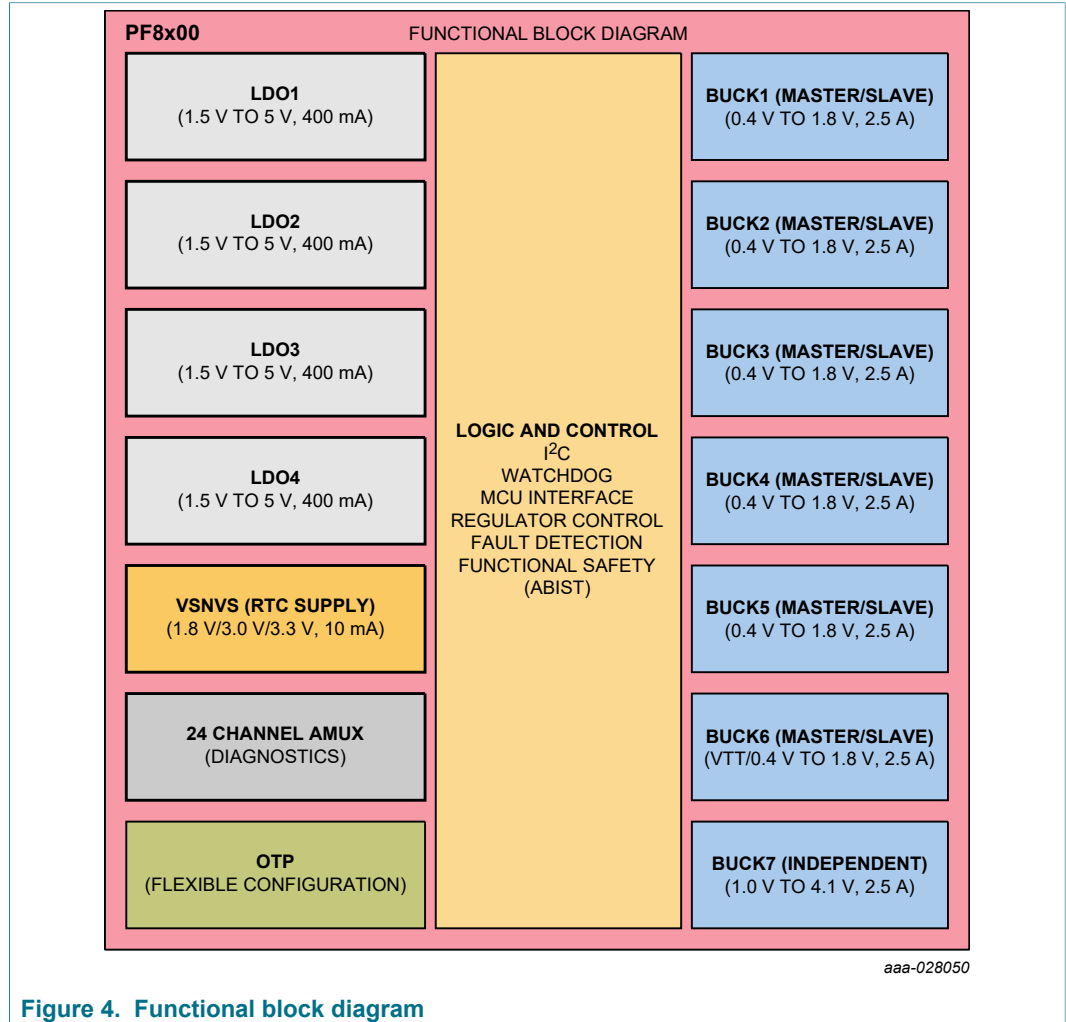 PF8x00
FUNCTIONAL BLOCK DIAGRAM
LDO1
(1.5 V TO 5 V, 400 mA)
LDO2
(1.5 V TO 5 V, 400 mA)
LDO3
(1.5 V TO 5 V, 400 mA)
LDO4
(1.5 V TO 5 V, 400 mA)
VSNVS (RTC SUPPLY)
(1.8 V/3.0 V/3.3 V, 10 mA)
24 CHANNEL AMUX
(DIAGNOSTICS)
OTP
(FLEXIBLE CONFIGURATION)
LOGIC AND CONTROL
I²C
WATCHDOG
MCU INTERFACE
REGULATOR CONTROL
FAULT DETECTION
FUNCTIONAL SAFETY
(ABIST)
BUCK1 (MASTER/SLAVE)
(0.4 V TO 1.8 V, 2.5 A)
BUCK2 (MASTER/SLAVE)
(0.4 V TO 1.8 V, 2.5 A)
BUCK3 (MASTER/SLAVE)
(0.4 V TO 1.8 V, 2.5 A)
BUCK4 (MASTER/SLAVE)
(0.4 V TO 1.8 V, 2.5 A)
BUCK5 (MASTER/SLAVE)
(0.4 V TO 1.8 V, 2.5 A)
BUCK6 (MASTER/SLAVE)
(VTT/0.4 V TO 1.8 V, 2.5 A)
BUCK7 (INDEPENDENT)
(1.0 V TO 4.1 V, 2.5 A)
aaa-028050
Figure 4. Functional block diagram